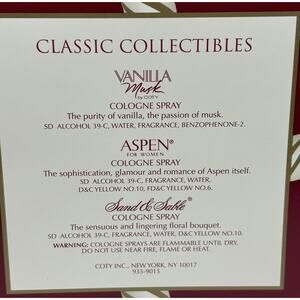 CLASSIC COLLECTIBLES
VANILLA
Musk
by COTY
COLOGNE SPRAY
The purity of vanilla, the passion of musk.
SD ALCOHOL 39-C, WATER, FRAGRANCE, BENZOPHENONE-2.
ASPEN®
FOR WOMEN
COLOGNE SPRAY
The sophistication, glamour and romance of Aspen itself.
SD ALCOHOL 39-C, FRAGRANCE, WATER,
D&C YELLOW NO.10, FD&C YELLOW NO.6.
Sand & Sable®
COLOGNE SPRAY
The sensuous and lingering floral bouquet.
SD ALCOHOL 39-C, WATER, FRAGRANCE, D&C YELLOW NO.10.
WARNING: COLOGNE SPRAYS ARE FLAMMABLE UNTIL DRY.
DO NOT USE NEAR FIRE, FLAME OR HEAT.
COTY INC., NEW YORK, NY 10017
933-9015